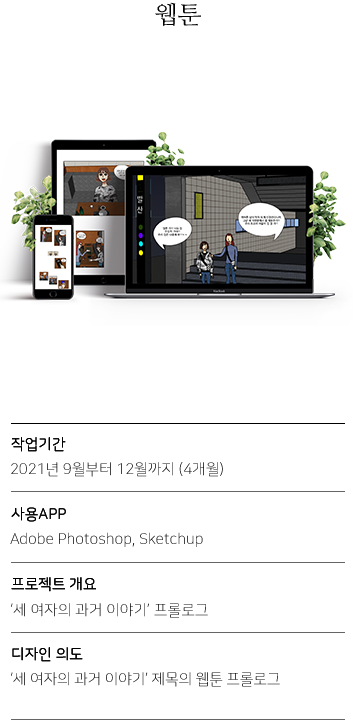 웹툰
작업기간
2021년 9월부터 12월까지 (4개월)
사용APP
Adobe Photoshop, Sketchup
프로젝트 개요
‘세 여자의 과거 이야기’ 프롤로그
디자인 의도
‘세 여자의 과거 이야기‘ 제목의 웹툰 프롤로그